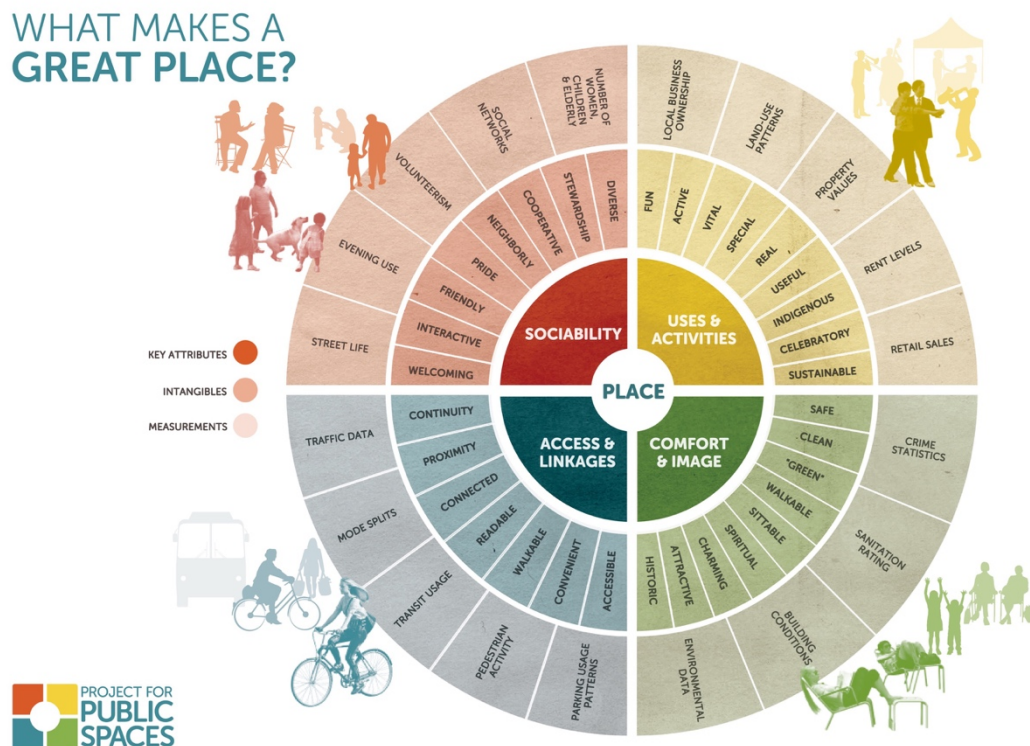 WHAT MAKES A
GREAT PLACE?
KEY ATTRIBUTES
INTANGIBLES
MEASUREMENTS
PLACE
SOCIABILITY
USES &
ACTIVITIES
ACCESS &
LINKAGES
COMFORT
& IMAGE
WELCOMING
INTERACTIVE
FRIENDLY
PRIDE
NEIGHBORLY
COOPERATIVE
STEWARDSHIP
DIVERSE
STREET LIFE
EVENING USE
VOLUNTEERISM
SOCIAL
NETWORKS
NUMBER OF
WOMEN,
CHILDREN
& ELDERLY
FUN
ACTIVE
VITAL
SPECIAL
REAL
USEFUL
INDIGENOUS
CELEBRATORY
SUSTAINABLE
LOCAL BUSINESS
OWNERSHIP
LAND-USE
PATTERNS
PROPERTY
VALUES
RENT LEVELS
RETAIL SALES
SAFE
CLEAN
"GREEN"
WALKABLE
SITTABLE
SPIRITUAL
CHARMING
ATTRACTIVE
HISTORIC
CRIME
STATISTICS
SANITATION
RATING
BUILDING
CONDITIONS
ENVIRONMENTAL
DATA
CONTINUITY
PROXIMITY
CONNECTED
READABLE
WALKABLE
CONVENIENT
ACCESSIBLE
TRAFFIC DATA
MODE SPLITS
TRANSIT USAGE
PEDESTRIAN
ACTIVITY
PARKING USAGE
PATTERNS
PROJECT FOR
PUBLIC
SPACES